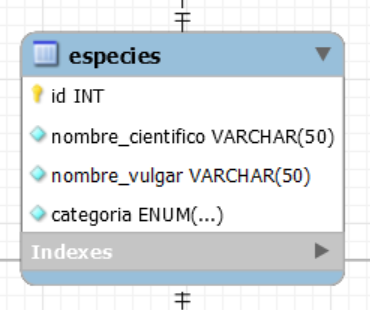 especies
id INT
nombre_cientifico VARCHAR(50)
nombre_vulgar VARCHAR(50)
categoria ENUM(...)
Indexes